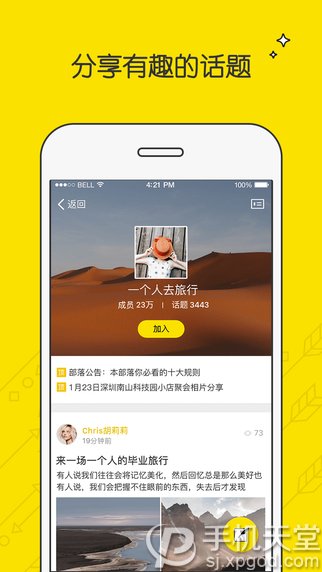 分享有趣的话题
BELL
4:21 PM
100%
返回
一个人去旅行
成员 23万 | 话题 3443
加入
顶 部落公告：本部落你必看的十大规则
顶 1月23日深圳南山科技园小店聚会相片分享
Chris胡莉莉
73
19分钟前
来一场一个人的毕业旅行
有人说我们往往会将记忆美化，然后回忆总是那么美好也
有人说，我们会把握不住眼前的东西，失去后才发现
手机天堂
sj.xpgod.com